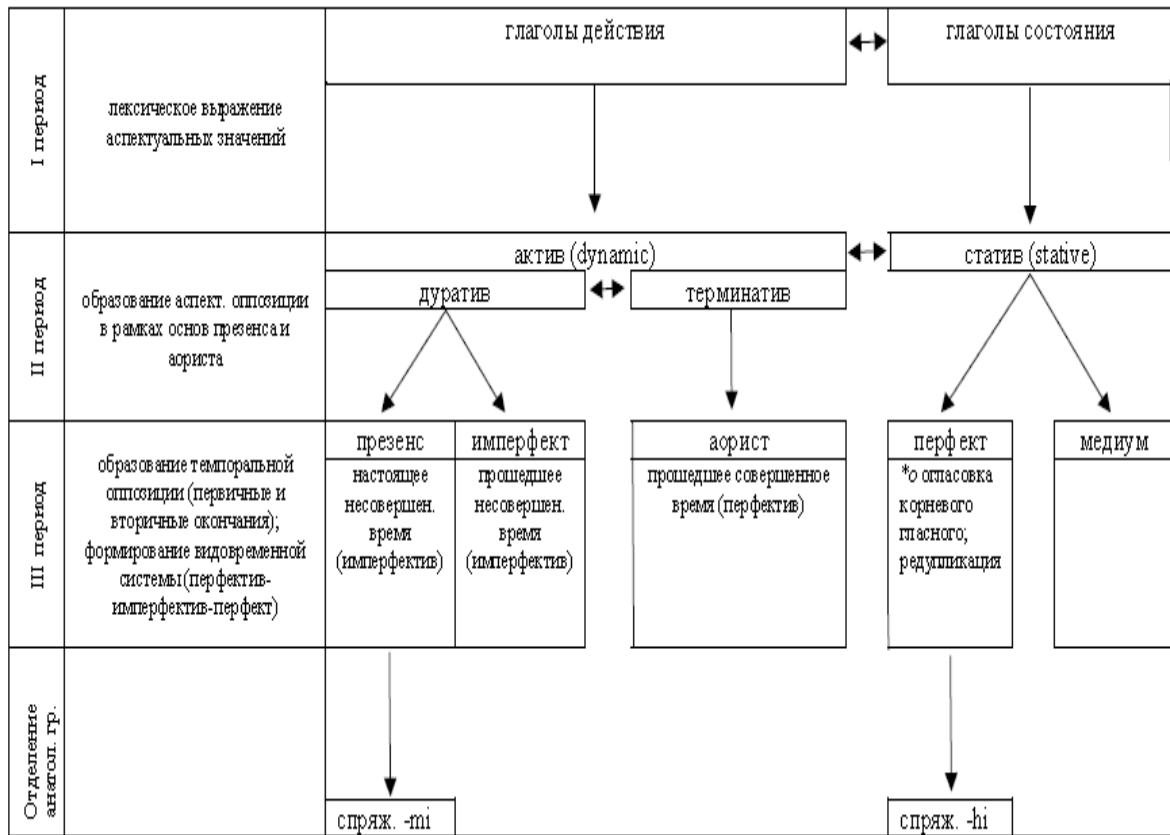 I период
лексическое выражение
аспектуальных значений
глаголы действия
глаголы состояния
II период
образование аспект. оппозиции
в рамках основ презенса и
аориста
актив (dynamic)
статив (stative)
дуратив
терминатив
III период
образование темпоральной
оппозиции (первичные и
вторичные окончания);
формирование видовременной
системы (перфектив-
имперфектив-перфект)
презенс
настоящее
несовершен.
время
(имперфектив)
имперфект
прошедшее
несовершен.
время
(имперфектив)
аорист
прошедшее совершенное
время (перфектив)
перфект
*о огласовка
корневого
гласного;
редупликация
медиум
Отделение
анатол. гр.
спряж. -mi
спряж. -hi